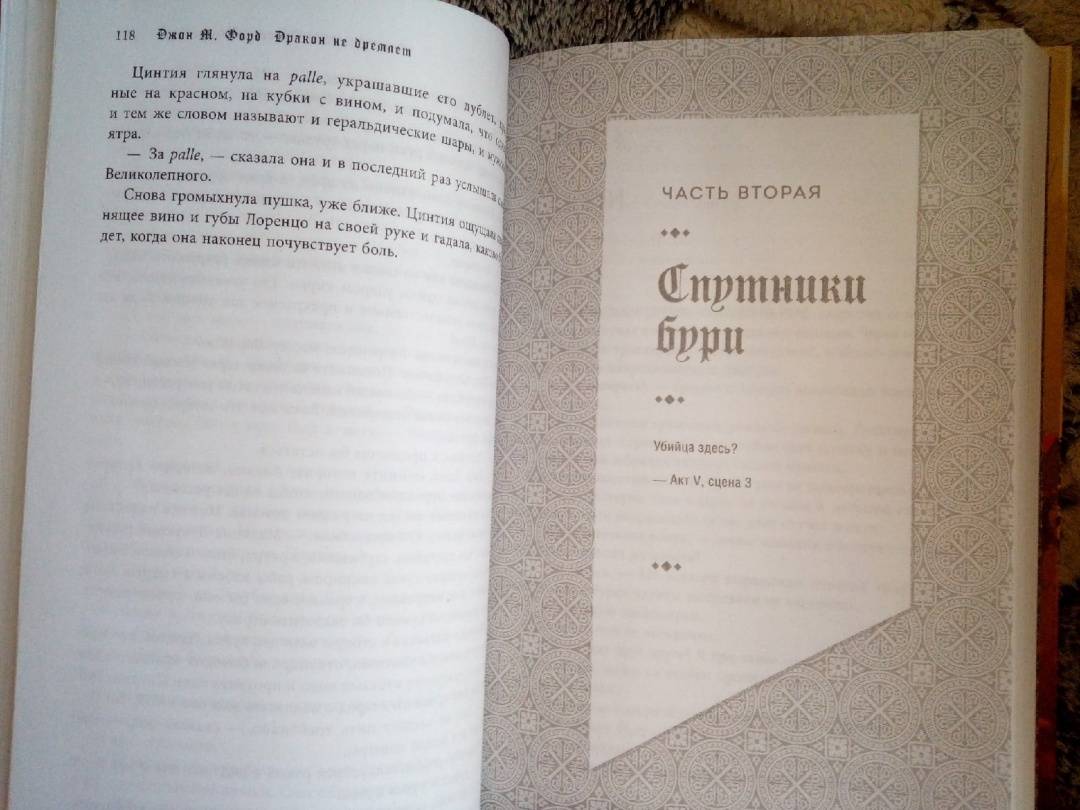 118 Джон М. Форд Дракон не дремлет
Цинтия глянула на palle, украшавшие его дублет,
ные на красном, на кубки с вином, и подумала, что
и тем же словом называют и геральдические шары, и
ятра.
— За palle, — сказала она и в последний раз услышала
Великолепного.
Снова громыхнула пушка, уже ближе. Цинтия ощущала
нящее вино и губы Лоренцо на своей руке и гадала,
дет, когда она наконец почувствует боль.
ЧАСТЬ ВТОРАЯ
Спутники
бури
Убийца здесь?
— Акт V, сцена 3